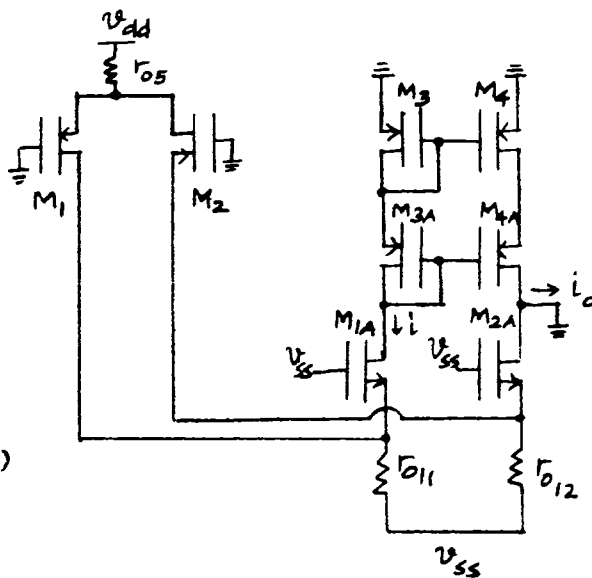 v_dd
r_o5
M_1
M_2
M_3
M_4
M_3A
M_4A
i_o
↓i
M_1A
M_2A
v_ss
v_ss
)
r_o11
r_o12
v_ss